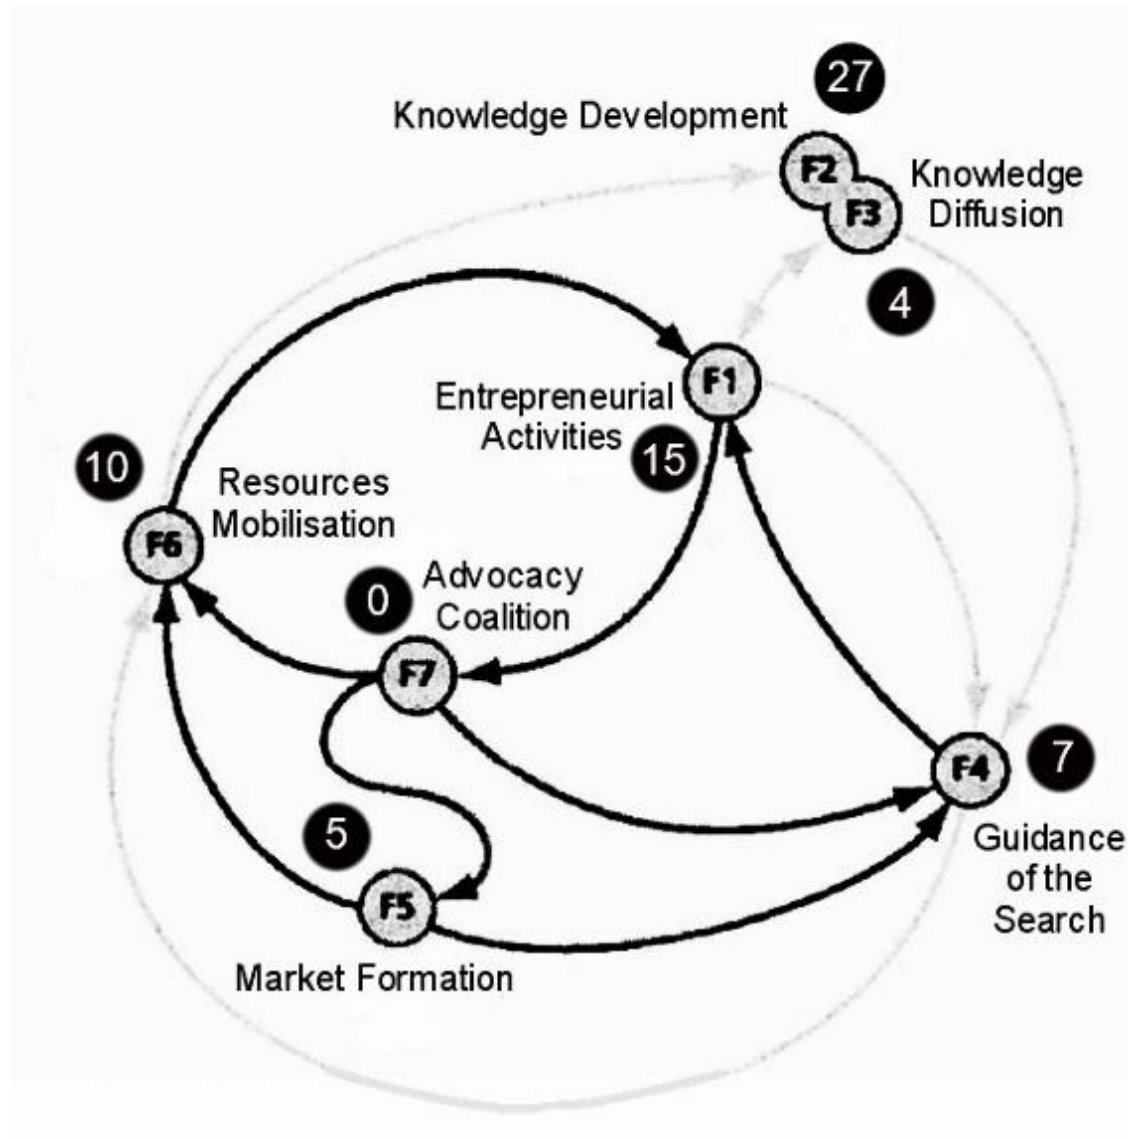 27
Knowledge Development
F2
Knowledge
Diffusion
F3
4
F1
Entrepreneurial
Activities
15
10
Resources
Mobilisation
F6
0
Advocacy
Coalition
F7
7
F4
5
Guidance
of the
Search
F5
Market Formation